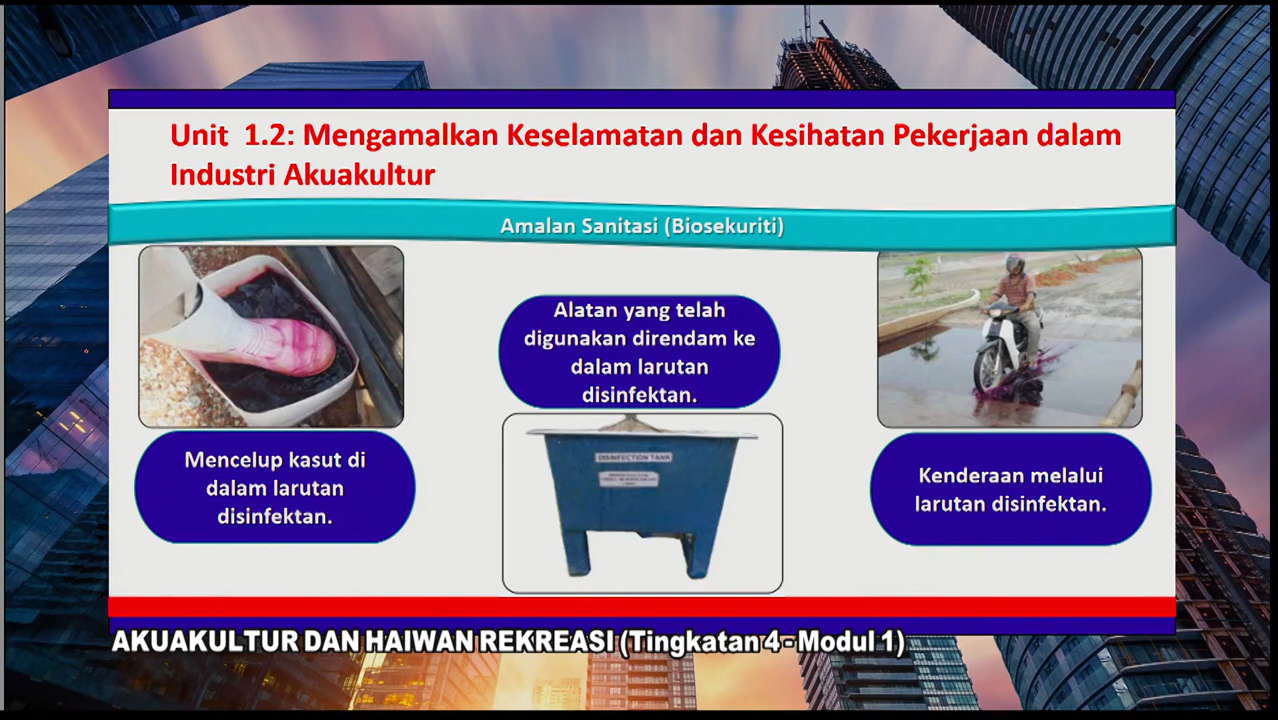 Unit 1.2: Mengamalkan Keselamatan dan Kesihatan Pekerjaan dalam
Industri Akuakultur
Amalan Sanitasi (Biosekuriti)
Mencelup kasut di
dalam larutan
disinfektan.
Alatan yang telah
digunakan direndam ke
dalam larutan
disinfektan.
DISINFECTION TANK
Kenderaan melalui
larutan disinfektan.
AKUAKULTUR DAN HAIWAN REKREASI (Tingkatan 4 - Modul 1)